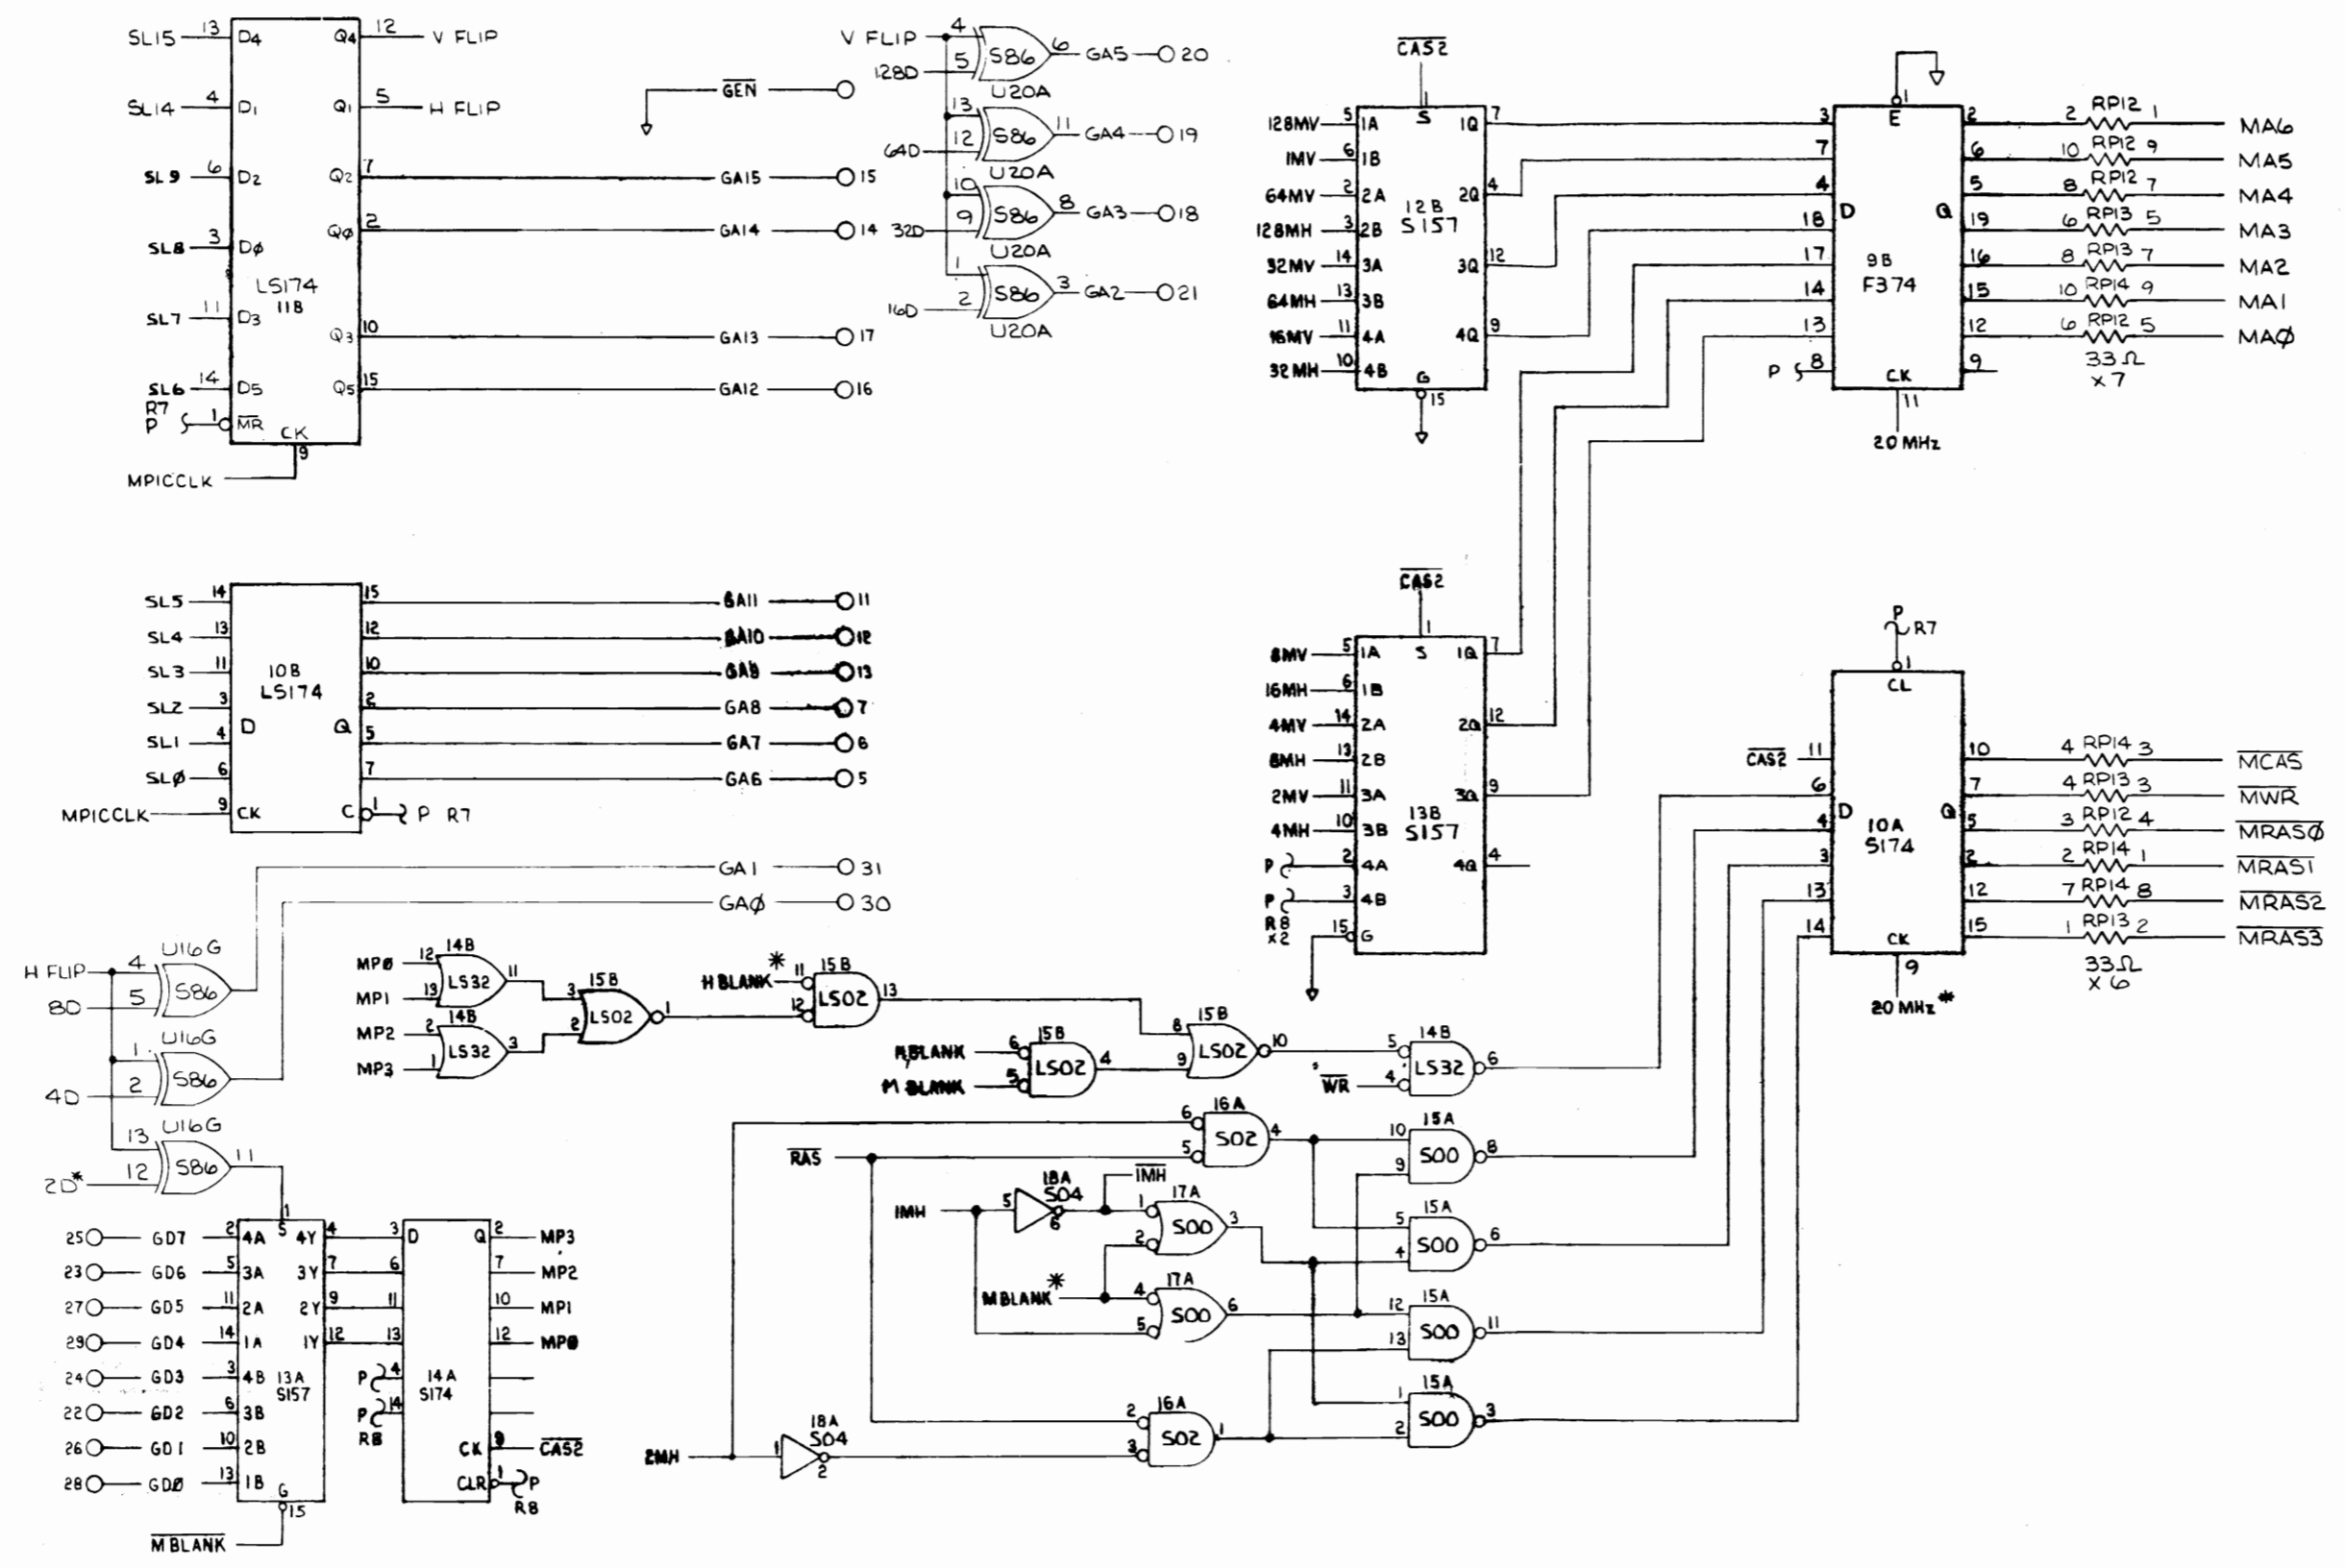 SL15 13 D4 Q4 12 V FLIP
SL14 4 D1 Q1 5 H FLIP
SL9 6 D2 Q2 7 GA15 15
SL8 3 DØ QØ 2 GA14 14
LS174
11B
SL7 11 D3 Q3 10 GA13 17
SL6 14 D5 Q5 15 GA12 16
R7
P 1 MR
CK
9
MPICCLK
GEN
V FLIP 4
128D 5 S86 6 GA5 20
U20A
13
64D 12 S86 11 GA4 19
U20A
10
32D 9 S86 8 GA3 18
U20A
1
16D 2 S86 3 GA2 21
U20A
CAS2
1
S
128MV 5 1A 1Q 7
1MV 6 1B
64MV 2 2A 2Q 4
12B
S157
128MH 3 2B
32MV 14 3A 3Q 12
64MH 13 3B
16MV 11 4A 4Q 9
32MH 10 4B
G
15
1
E
3 2 2 RP12 1 MA6
7 6 10 RP12 9 MA5
4 5 8 RP12 7 MA4
D Q
18 19 6 RP13 5 MA3
17 16 8 RP13 7 MA2
9B
F374
14 15 10 RP14 9 MA1
13 12 6 RP12 5 MAØ
P 8 9
33Ω
x 7
CK
11
20 MHz
SL5 14 15 GA11 11
SL4 13 12 GA10 12
SL3 11 10 GA9 13
10B
LS174
SL2 3 2 GA8 7
D Q
SL1 4 5 GA7 6
SLØ 6 7 GA6 5
MPICCLK 9 CK C 1 P R7
CAS2
1
S
8MV 5 1A 1Q 7
16MH 6 1B
4MV 14 2A 2Q 12
8MH 13 2B
2MV 11 3A 3Q 9
13B
S157
4MH 10 3B
P 2 4A 4Q 4
P 3 4B
R8
x2
15 G
P
R7
1
CL
CAS2 11 10 4 RP14 3 MCAS
6 7 4 RP13 3 MWR
D Q
4 5 3 RP12 4 MRASØ
10A
S174
3 2 2 RP14 1 MRAS1
13 12 7 RP14 8 MRAS2
14 15 1 RP13 2 MRAS3
33Ω
x 6
CK
9
20 MHz*
GA1 31
GAØ 30
U16G
H FLIP 4
8D 5 S86
U16G
1
4D 2 S86
U16G
13
2D* 12 S86 11
MPØ 12 14B
MP1 13 LS32 11
MP2 2 14B
MP3 1 LS32 3
15B
3
2 LS02 1
*
H BLANK 11 15B
12 LS02 13
6 15B
M BLANK 5 LS02 4
15B
8
9 LS02 10
14B
5
WR 4 LS32 6
16A
6
RAS 5 S02 4
15A
10
9 S00 8
1MH 5 18A S04 6
1MH
17A
1
2 S00 3
15A
5
4 S00 6
*
M BLANK 4 17A
5 S00 6
15A
12
13 S00 11
15A
1
2 S00 3
2MH 1 18A S04 2
16A
2
3 S02 1
1
S
25 GD7 2 4A 4Y 4 3 D Q 2 MP3
23 GD6 5 3A 3Y 7 6 7 MP2
27 GD5 11 2A 2Y 9 11 10 MP1
29 GD4 14 1A 1Y 12 13 12 MPØ
24 GD3 3 4B 13A P 4 14A
S157 S174
22 GD2 6 3B P 14
R8
26 GD1 10 2B CK 9 CAS2
28 GDØ 13 1B CLR 1 P
R8
G
15
M BLANK